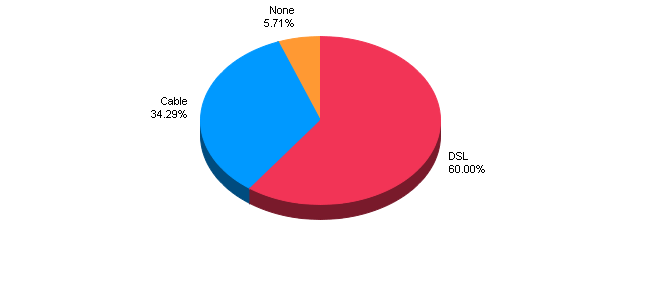 None
5.71%
Cable
34.29%
DSL
60.00%